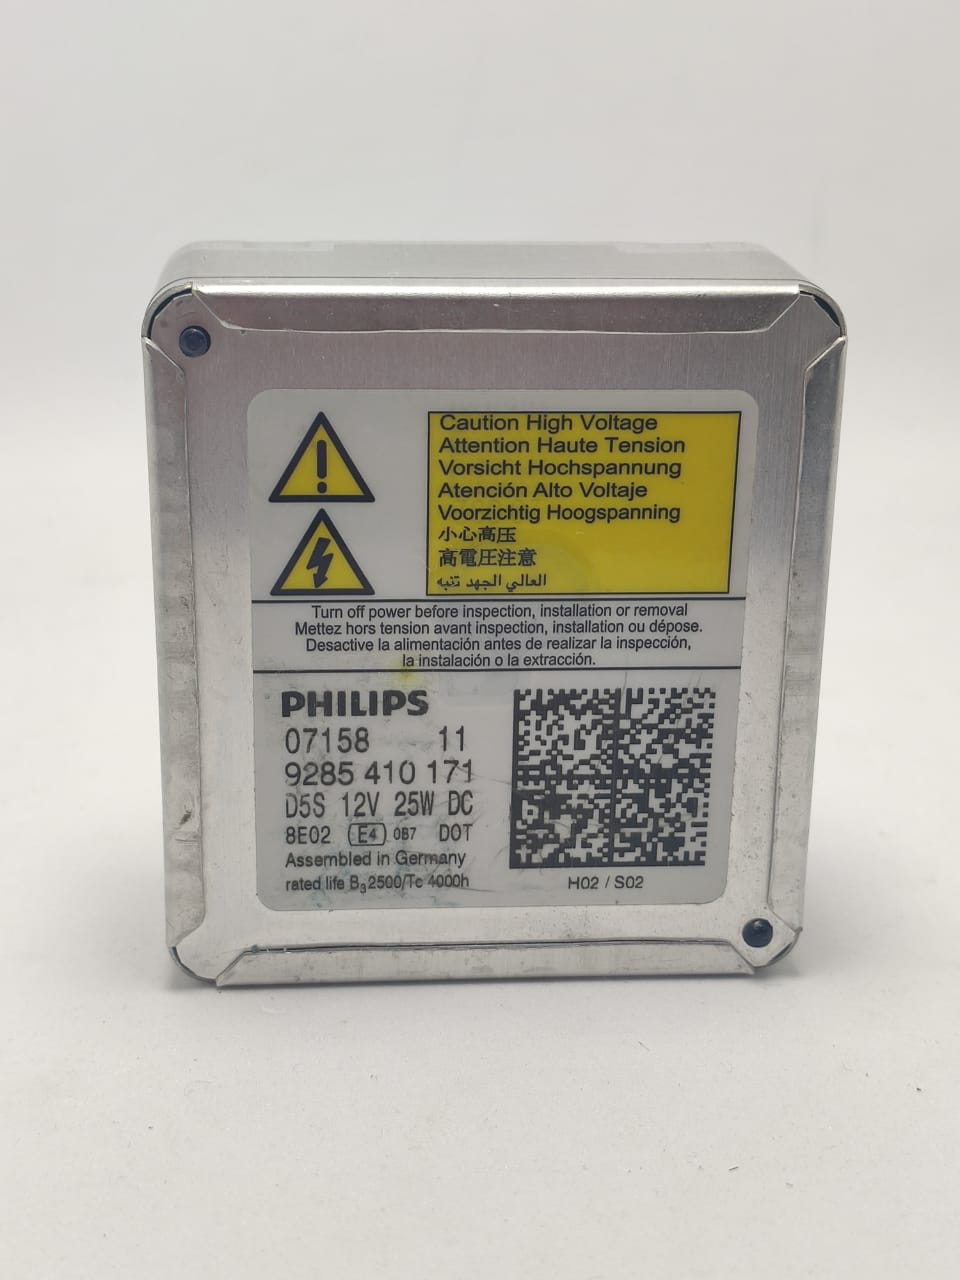 Caution High Voltage
Attention Haute Tension
Vorsicht Hochspannung
Atención Alto Voltaje
Voorzichtig Hoogspanning
小心高压
高電圧注意
العالي الجهد تنبه
Turn off power before inspection, installation or removal
Mettez hors tension avant inspection, installation ou dépose.
Desactive la alimentación antes de realizar la inspección,
la instalación o la extracción.
PHILIPS
07158 11
9285 410 171
D5S 12V 25W DC
8E02 E4 0B7 DOT
Assembled in Germany
rated life B3 2500/Tc 4000h
H02 / S02